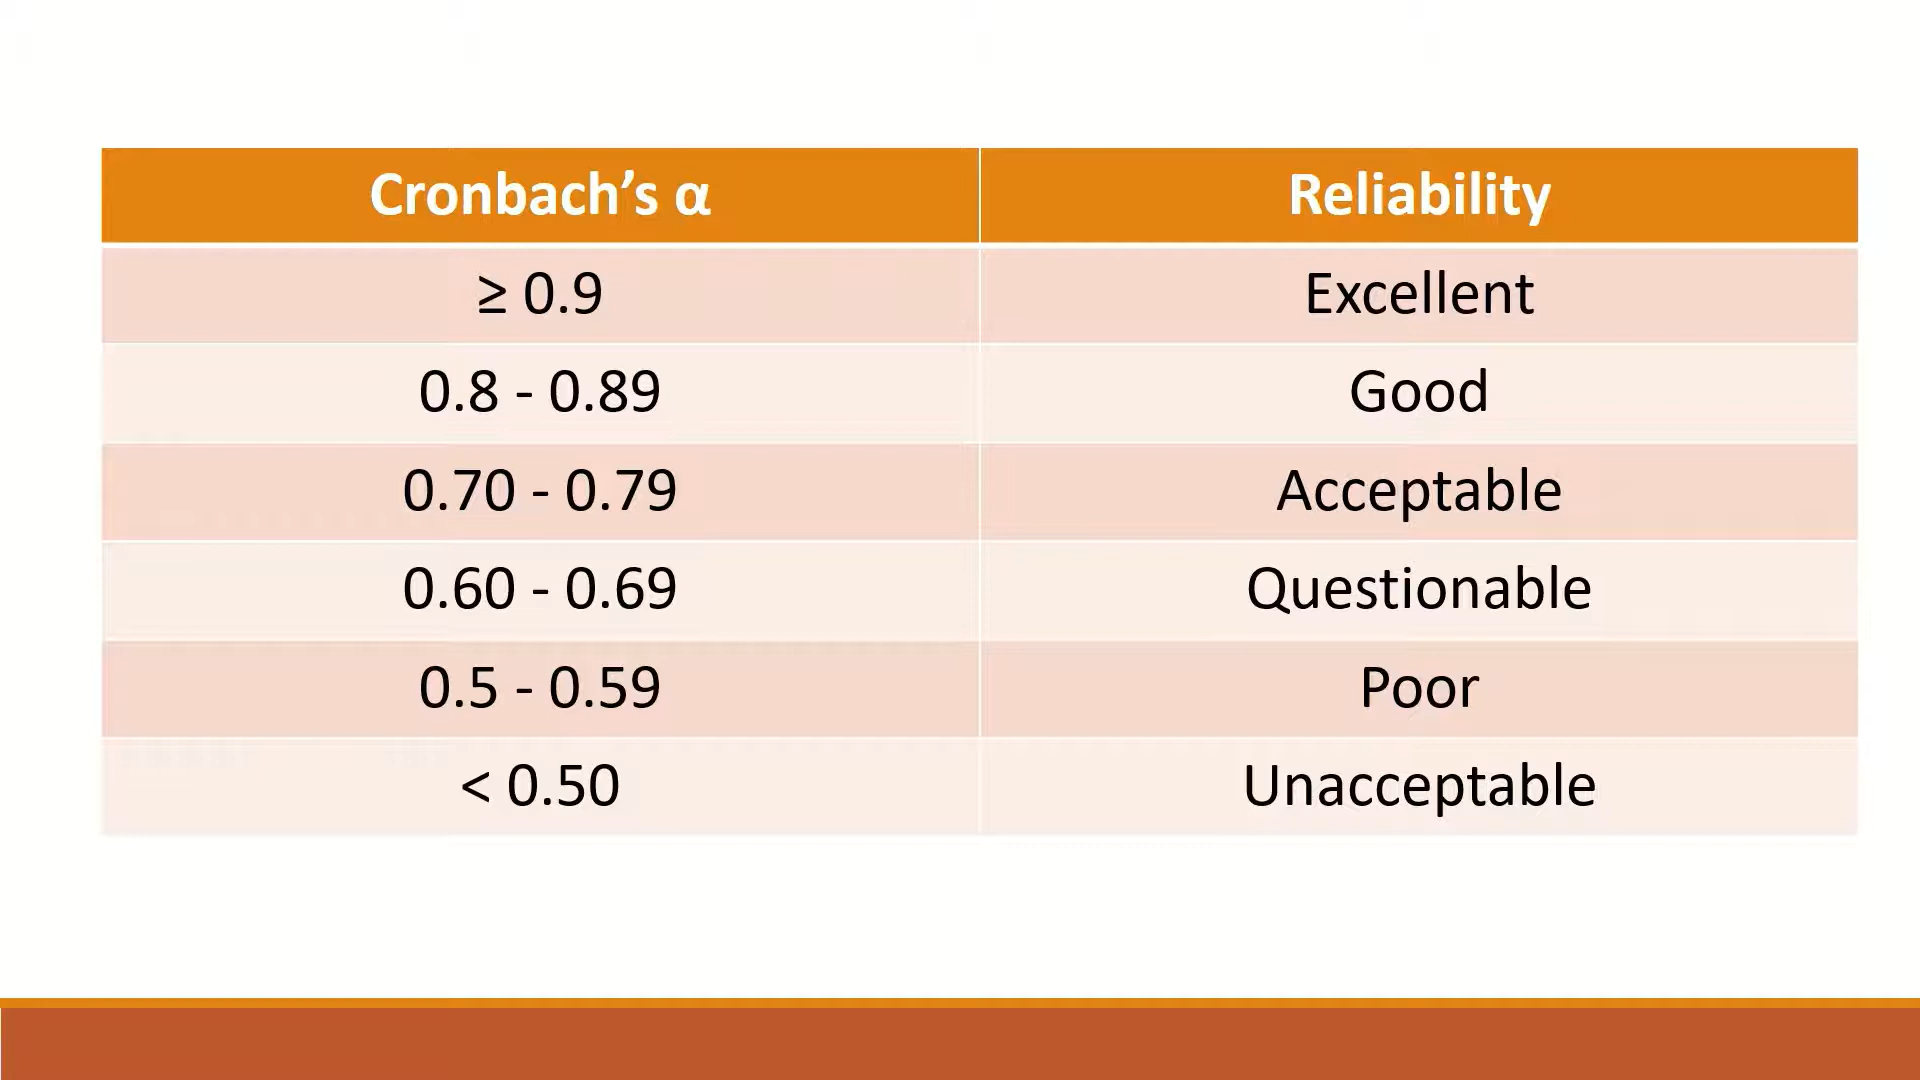 Cronbach’s α Reliability
≥ 0.9 Excellent
0.8 - 0.89 Good
0.70 - 0.79 Acceptable
0.60 - 0.69 Questionable
0.5 - 0.59 Poor
< 0.50 Unacceptable